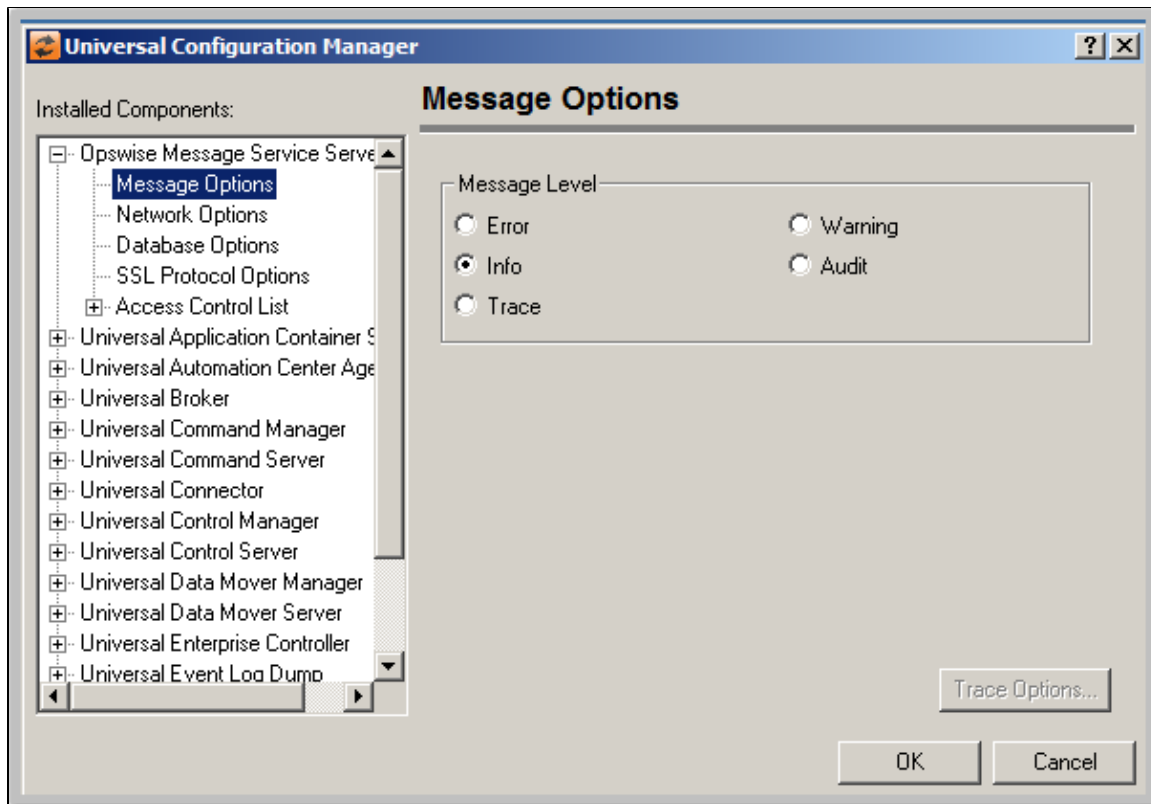 Universal Configuration Manager
Installed Components:
Message Options
Opswise Message Service Serve
Message Options
Network Options
Database Options
SSL Protocol Options
Access Control List
Universal Application Container S
Universal Automation Center Age
Universal Broker
Universal Command Manager
Universal Command Server
Universal Connector
Universal Control Manager
Universal Control Server
Universal Data Mover Manager
Universal Data Mover Server
Universal Enterprise Controller
Universal Event Log Dump
Message Level
Error
Warning
Info
Audit
Trace
Trace Options...
OK
Cancel